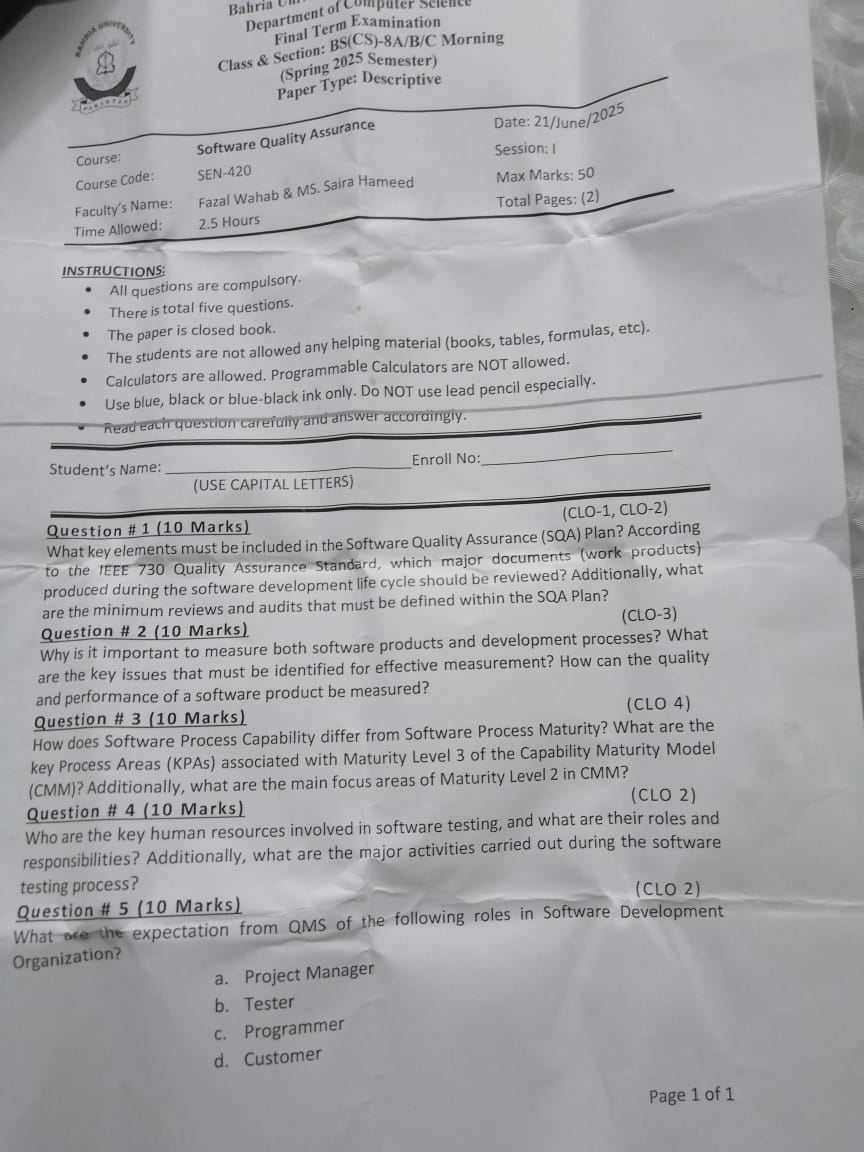 Bahria
Department of Computer Science
Final Term Examination
Class & Section: BS(CS)-8A/B/C Morning
(Spring 2025 Semester)
Paper Type: Descriptive
BAHRIA UNIVERSITY
PAKISTAN
Course: Software Quality Assurance Date: 21/June/2025
Course Code: SEN-420 Session: I
Faculty's Name: Fazal Wahab & MS. Saira Hameed Max Marks: 50
Time Allowed: 2.5 Hours Total Pages: (2)
INSTRUCTIONS:
• All questions are compulsory.
• There is total five questions.
• The paper is closed book.
• The students are not allowed any helping material (books, tables, formulas, etc).
• Calculators are allowed. Programmable Calculators are NOT allowed.
• Use blue, black or blue-black ink only. Do NOT use lead pencil especially.
• Read each question carefully and answer accordingly.
Student's Name: ____________________ Enroll No: ____________________
(USE CAPITAL LETTERS)
Question # 1 (10 Marks) (CLO-1, CLO-2)
What key elements must be included in the Software Quality Assurance (SQA) Plan? According
to the IEEE 730 Quality Assurance Standard, which major documents (work products)
produced during the software development life cycle should be reviewed? Additionally, what
are the minimum reviews and audits that must be defined within the SQA Plan?
Question # 2 (10 Marks) (CLO-3)
Why is it important to measure both software products and development processes? What
are the key issues that must be identified for effective measurement? How can the quality
and performance of a software product be measured?
Question # 3 (10 Marks) (CLO 4)
How does Software Process Capability differ from Software Process Maturity? What are the
key Process Areas (KPAs) associated with Maturity Level 3 of the Capability Maturity Model
(CMM)? Additionally, what are the main focus areas of Maturity Level 2 in CMM?
Question # 4 (10 Marks) (CLO 2)
Who are the key human resources involved in software testing, and what are their roles and
responsibilities? Additionally, what are the major activities carried out during the software
testing process?
Question # 5 (10 Marks) (CLO 2)
What are the expectation from QMS of the following roles in Software Development
Organization?
a. Project Manager
b. Tester
c. Programmer
d. Customer
Page 1 of 1